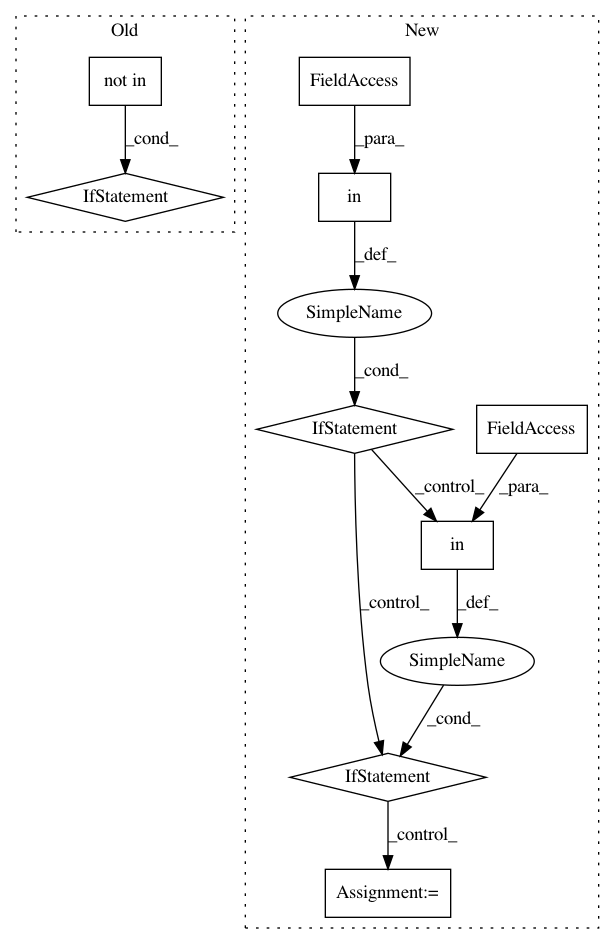 Old
not in
_cond_
IfStatement
New
FieldAccess
_para_
in
_def_
SimpleName
_cond_
IfStatement
FieldAccess
_control_
_para_
in
_control_
_def_
SimpleName
_cond_
IfStatement
_control_
Assignment:=